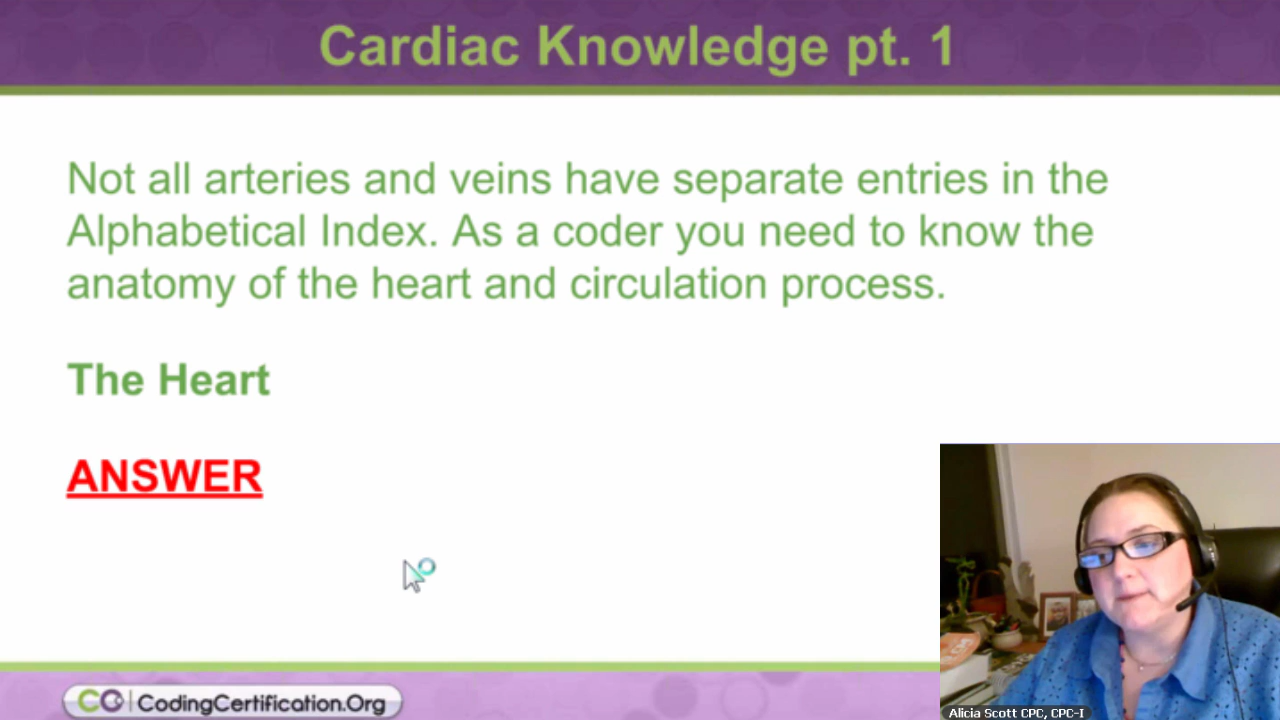 Cardiac Knowledge pt. 1
Not all arteries and veins have separate entries in the
Alphabetical Index. As a coder you need to know the
anatomy of the heart and circulation process.
The Heart
ANSWER
CO | CodingCertification.Org
Alicia Scott CPC, CPC-I